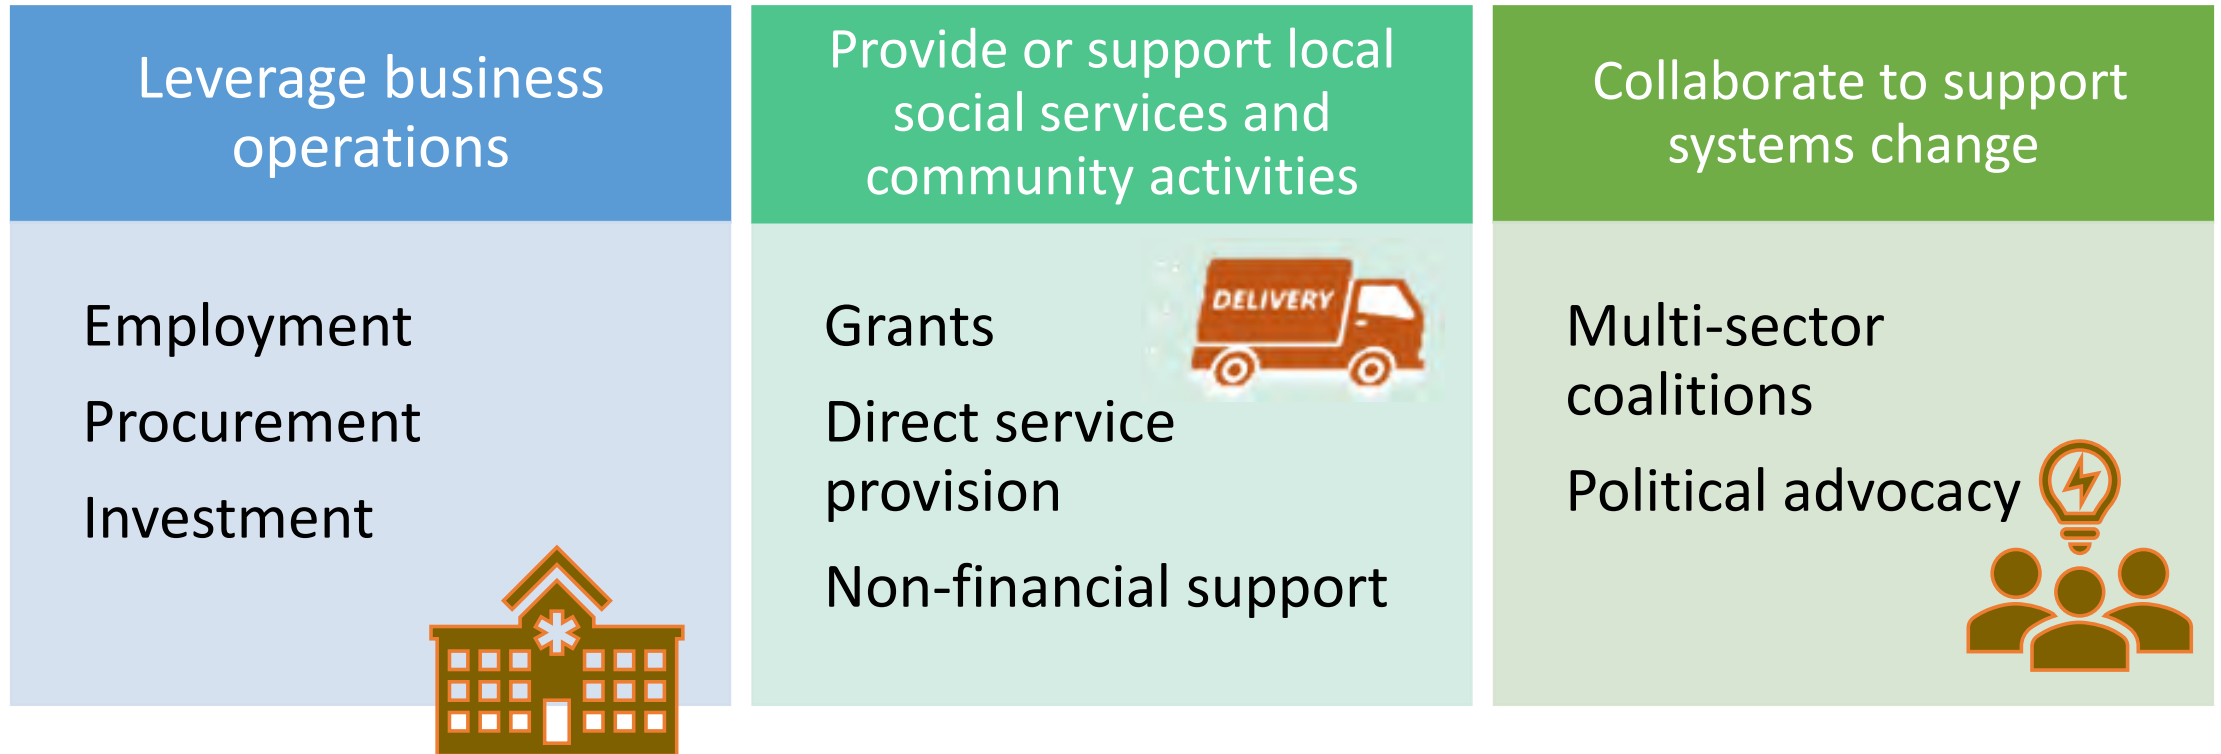 Leverage business
operations
Employment
Procurement
Investment
Provide or support local
social services and
community activities
DELIVERY
Grants
Direct service
provision
Non-financial support
Collaborate to support
systems change
Multi-sector
coalitions
Political advocacy